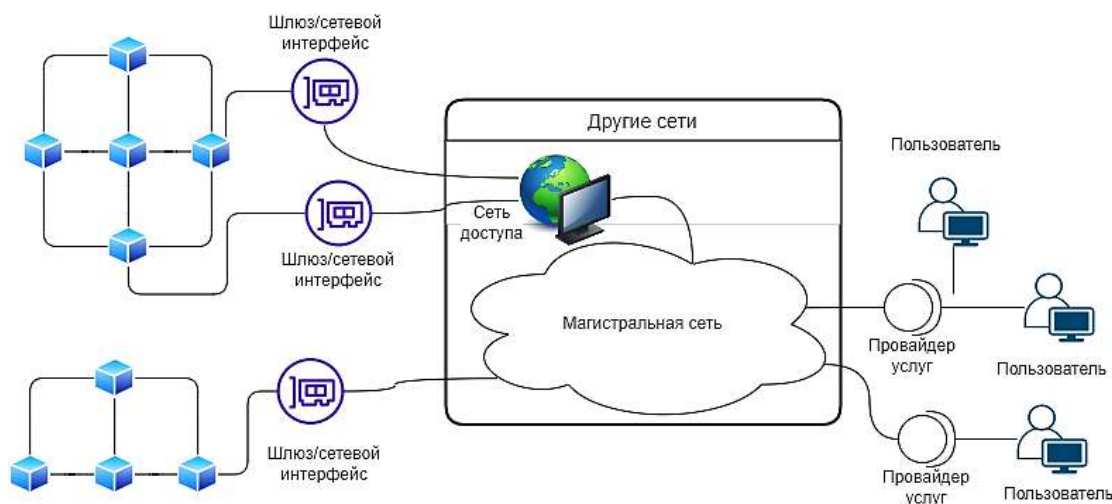 Шлюз/сетевой
интерфейс
Другие сети
Пользователь
Сеть
доступа
Шлюз/сетевой
интерфейс
Магистральная сеть
Провайдер
услуг
Пользователь
Шлюз/сетевой
интерфейс
Провайдер
услуг
Пользователь